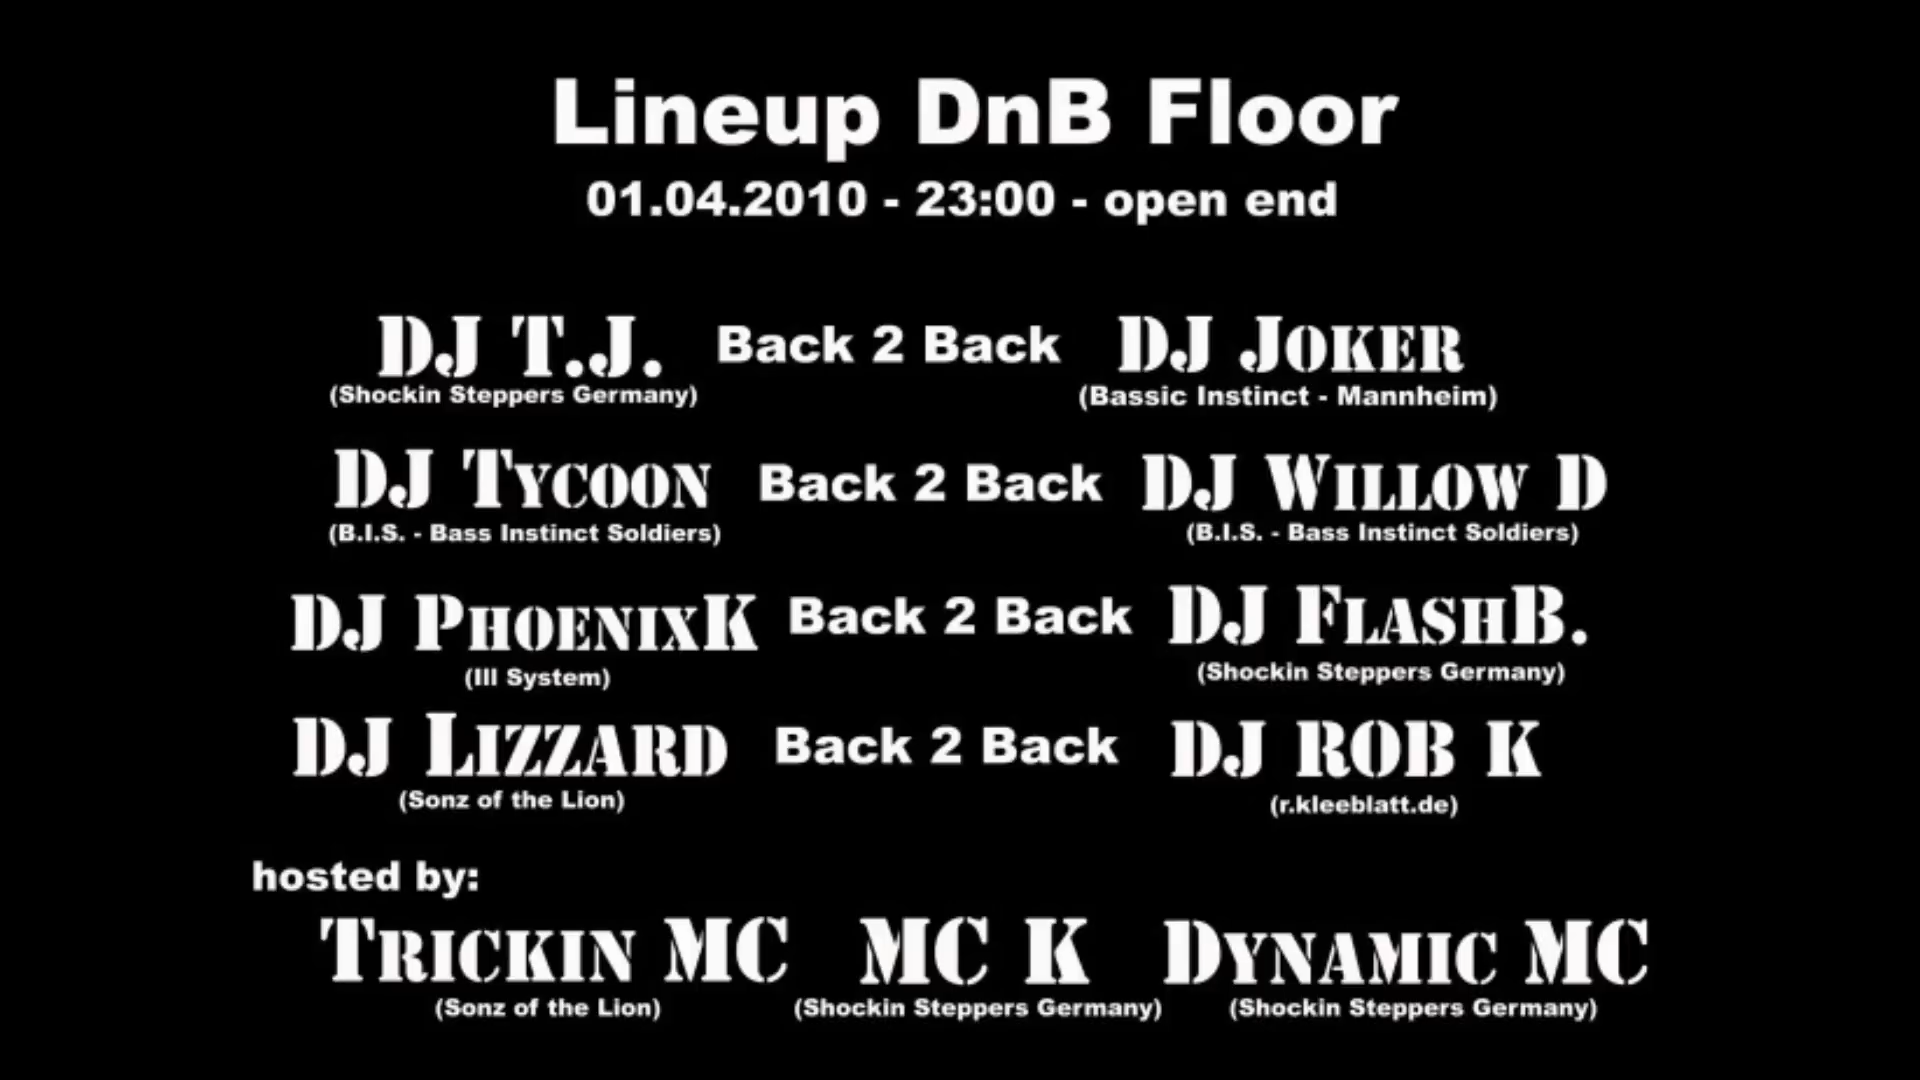 Lineup DnB Floor
01.04.2010 - 23:00 - open end
DJ T.J. Back 2 Back DJ Joker
(Shockin Steppers Germany) (Bassic Instinct - Mannheim)
DJ Tycoon Back 2 Back DJ Willow D
(B.I.S. - Bass Instinct Soldiers) (B.I.S. - Bass Instinct Soldiers)
DJ PhoenixK Back 2 Back DJ FlashB.
(Ill System) (Shockin Steppers Germany)
DJ Lizzard Back 2 Back DJ ROB K
(Sonz of the Lion) (r.kleeblatt.de)
hosted by:
Trickin MC MC K Dynamic MC
(Sonz of the Lion) (Shockin Steppers Germany) (Shockin Steppers Germany)